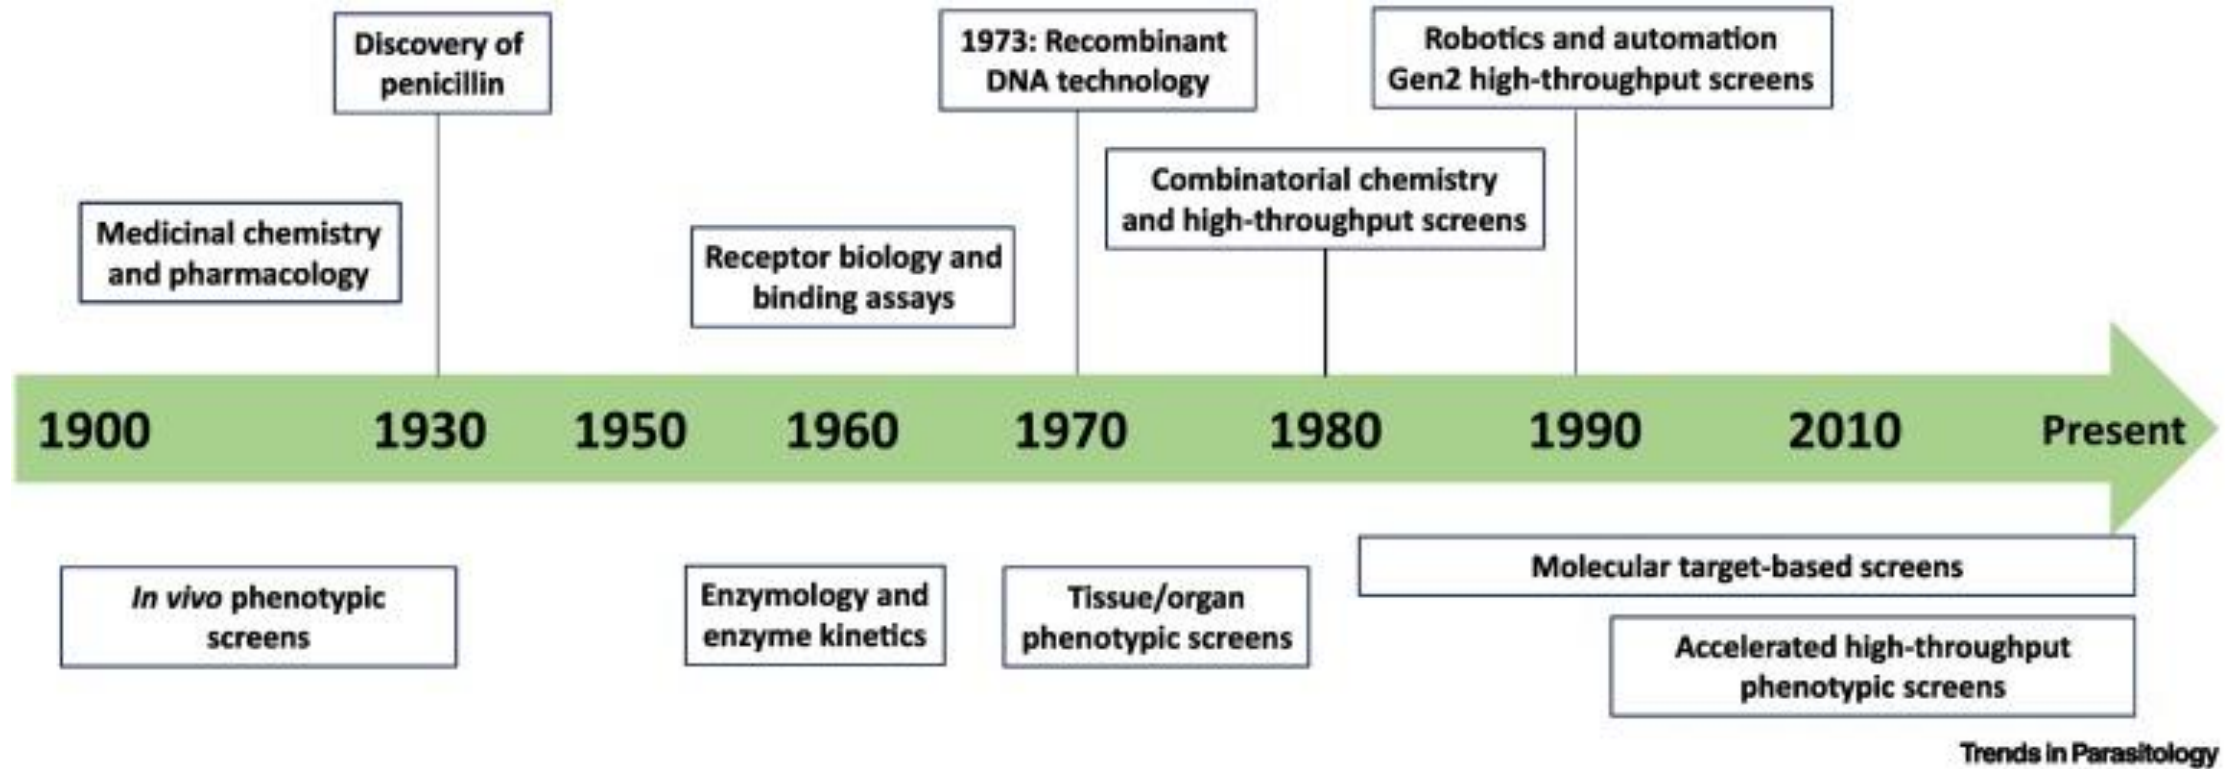 Discovery of
penicillin
1973: Recombinant
DNA technology
Robotics and automation
Gen2 high-throughput screens
Combinatorial chemistry
and high-throughput screens
Medicinal chemistry
and pharmacology
Receptor biology and
binding assays
1900 1930 1950 1960 1970 1980 1990 2010 Present
In vivo phenotypic
screens
Enzymology and
enzyme kinetics
Tissue/organ
phenotypic screens
Molecular target-based screens
Accelerated high-throughput
phenotypic screens
Trends in Parasitology